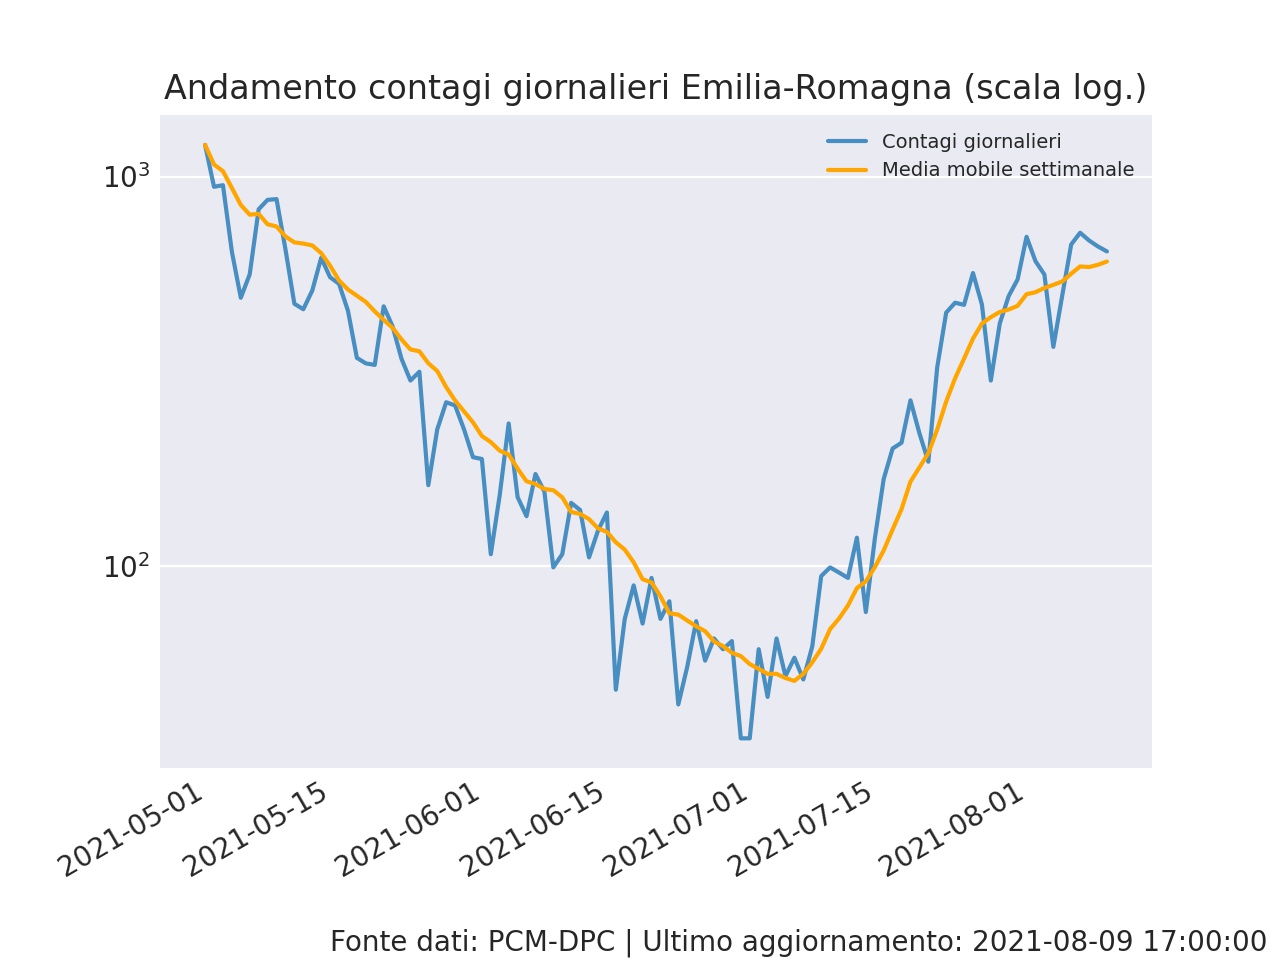 Andamento contagi giornalieri Emilia-Romagna (scala log.)
Contagi giornalieri
Media mobile settimanale
10³
10²
2021-05-01
2021-05-15
2021-06-01
2021-06-15
2021-07-01
2021-07-15
2021-08-01
Fonte dati: PCM-DPC | Ultimo aggiornamento: 2021-08-09 17:00:00